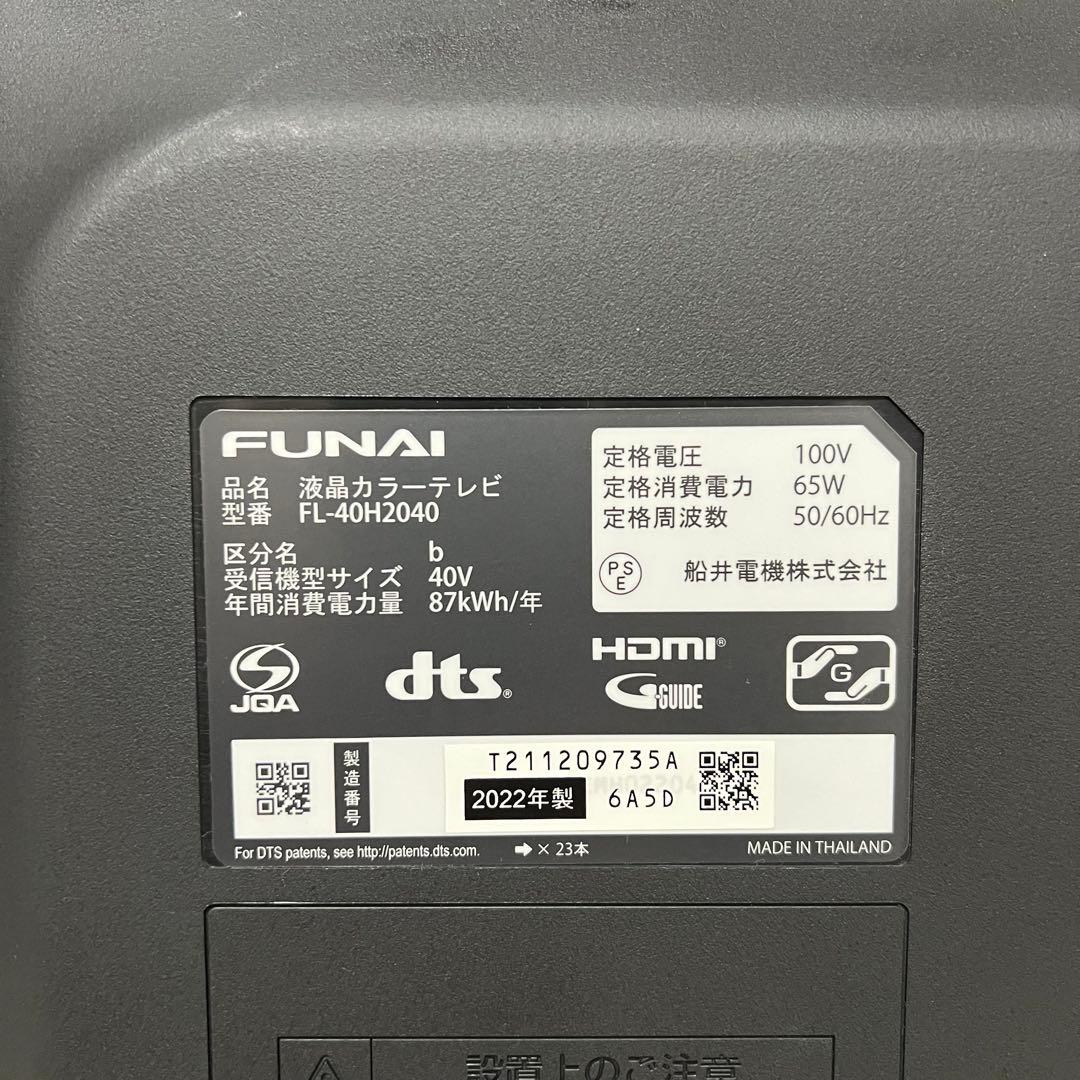 FUNAI
品名 液晶カラーテレビ
型番 FL-40H2040
区分名 b
受信機型サイズ 40V
年間消費電力量 87kWh/年
定格電圧 100V
定格消費電力 65W
定格周波数 50/60Hz
PSE 船井電機株式会社
JQA
dts®
HDMI®
G-GUIDE
G
製造番号
T211209735A
2022年製 6A5D
For DTS patents, see http://patents.dts.com.
➡ × 23本
MADE IN THAILAND
設置上のご注意